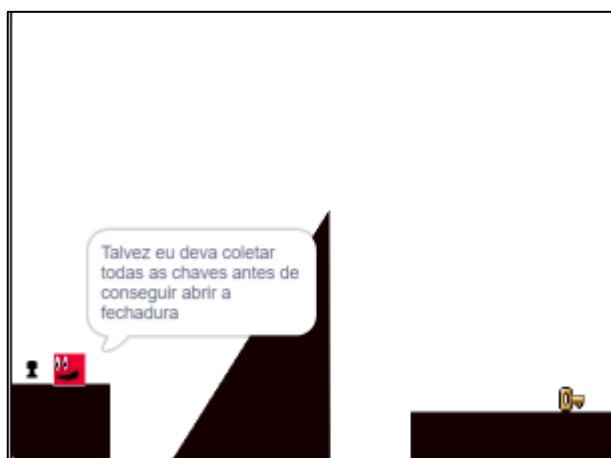 Talvez eu deva coletar
todas as chaves antes de
conseguir abrir a
fechadura